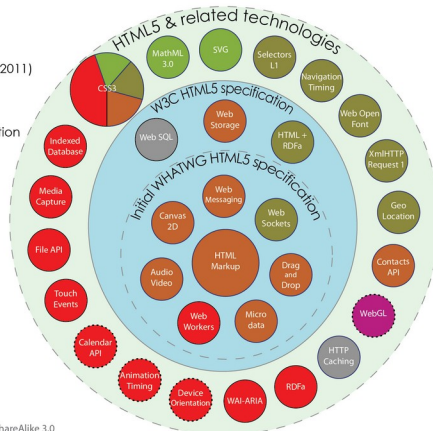 HTML5 & related technologies
2011)
tion
W3C HTML5 specification
Initial WHATWG HTML5 specification
CSS3
MathML
3.0
SVG
Selectors
L1
Navigation
Timing
Web Open
Font
XmlHTTP
Request 1
Geo
Location
Contacts
API
WebGL
HTTP
Caching
RDFa
WAI-ARIA
Device
Orientation
Animation
Timing
Calendar
API
Touch
Events
File API
Media
Capture
Indexed
Database
Web SQL
Web
Storage
HTML +
RDFa
Web
Messaging
Canvas
2D
Web
Sockets
HTML
Markup
Audio
Video
Drag
and
Drop
Web
Workers
Micro
data
hareAlike 3.0